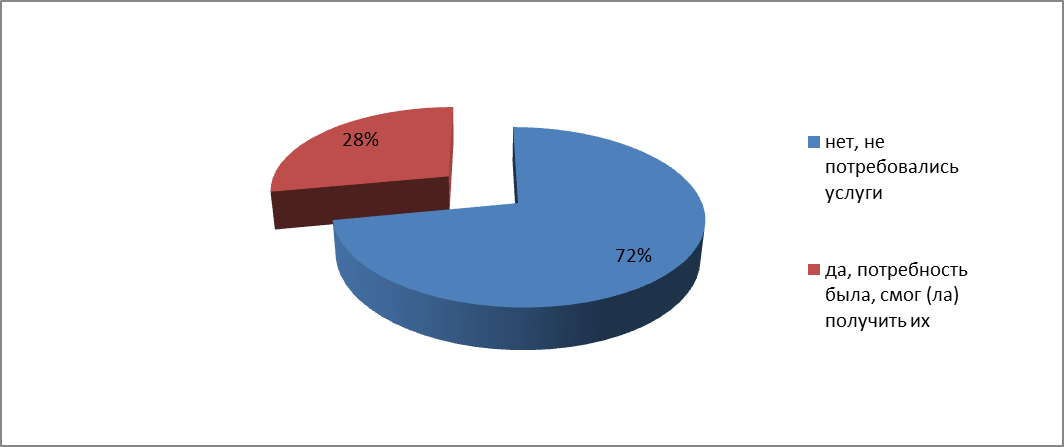 28%
72%
нет, не
потребовались
услуги
да, потребность
была, смог (ла)
получить их